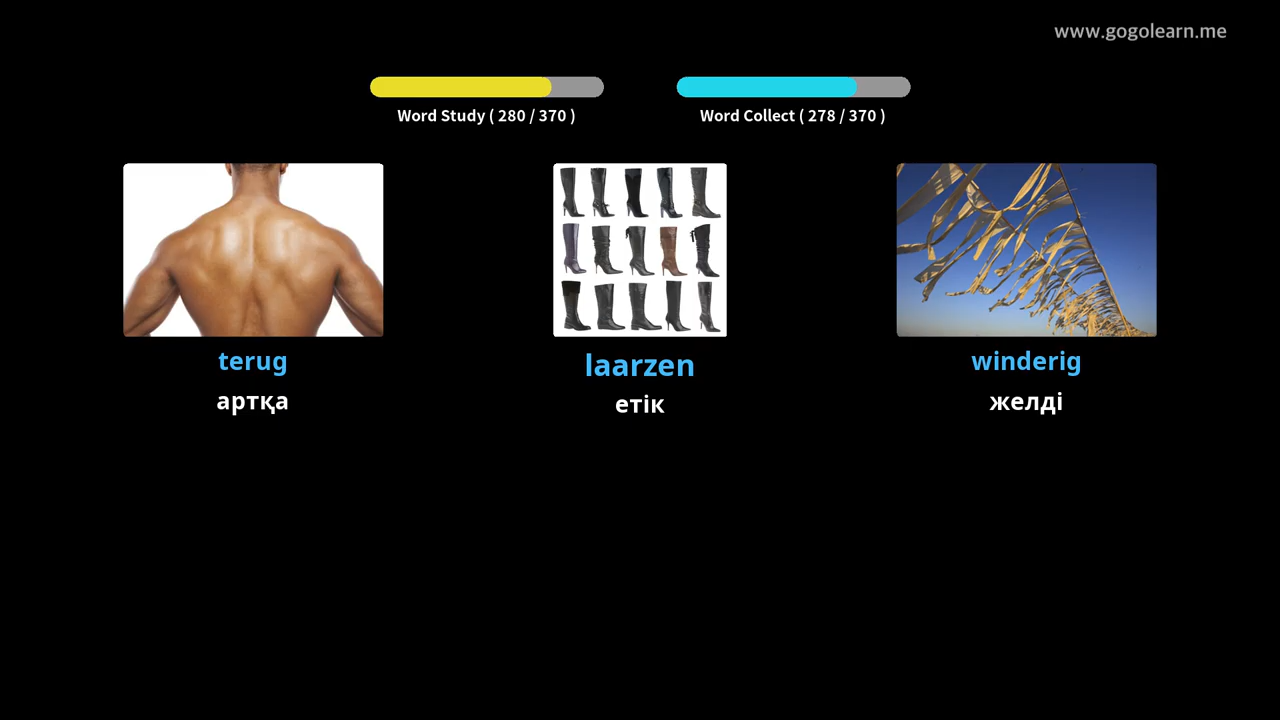 www.gogolearn.me
Word Study ( 280 / 370 )
Word Collect ( 278 / 370 )
terug
артқа
laarzen
етік
winderig
желді